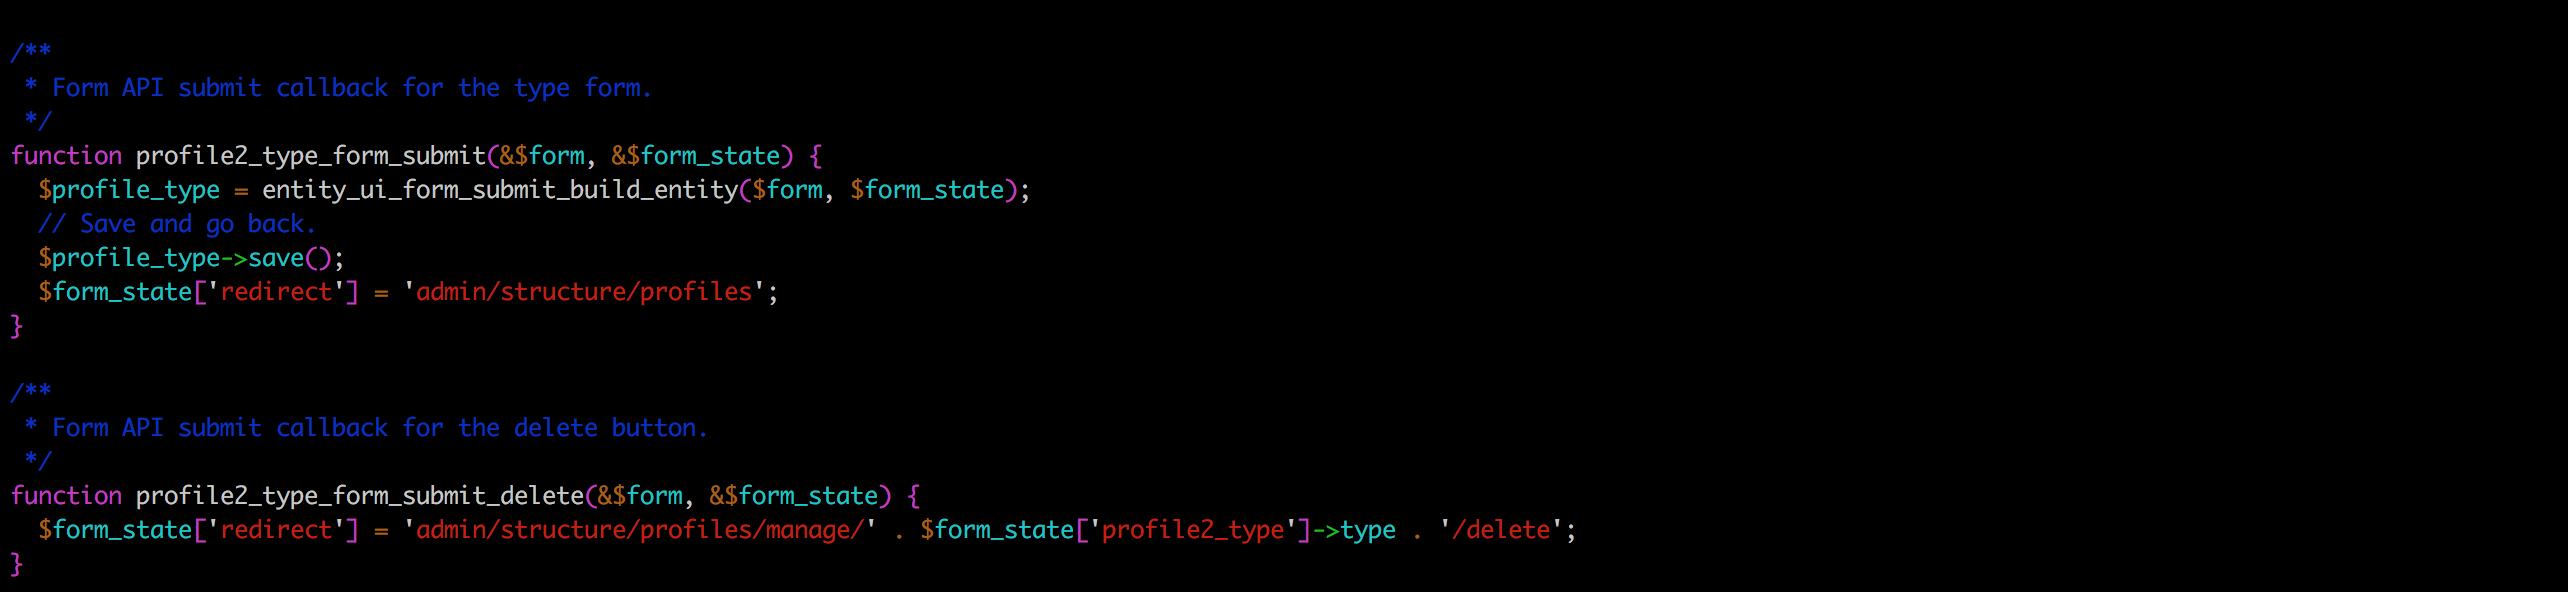 /**
 * Form API submit callback for the type form.
 */
function profile2_type_form_submit(&$form, &$form_state) {
  $profile_type = entity_ui_form_submit_build_entity($form, $form_state);
  // Save and go back.
  $profile_type->save();
  $form_state['redirect'] = 'admin/structure/profiles';
}

/**
 * Form API submit callback for the delete button.
 */
function profile2_type_form_submit_delete(&$form, &$form_state) {
  $form_state['redirect'] = 'admin/structure/profiles/manage/' . $form_state['profile2_type']->type . '/delete';
}